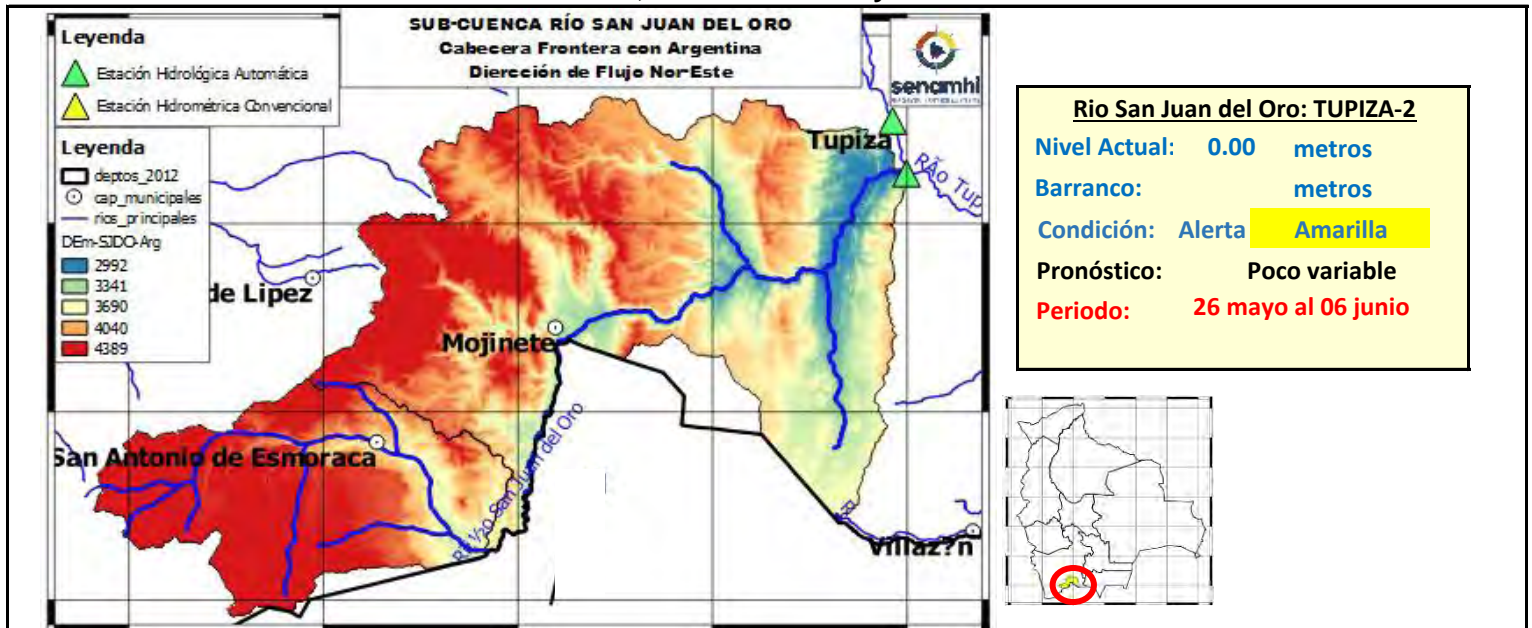 SUB-CUENCA RÍO SAN JUAN DEL ORO
Cabecera Frontera con Argentina
Diercción de Flujo Nor-Este
Leyenda
Estación Hidrológica Automática
Estación Hidrométrica Convencional
senamhi
Leyenda
deptos_2012
cap_municipales
rios_principales
DEm-SJDO-Arg
2992
3341
3690
4040
4389
Tupiza
RÃo Tup
de Lipez
Mojinete
San Antonio de Esmoraca
San Juan del Oro
Villaz?n
Rio San Juan del Oro: TUPIZA-2
Nivel Actual: 0.00 metros
Barranco: metros
Condición: Alerta Amarilla
Pronóstico: Poco variable
Periodo: 26 mayo al 06 junio